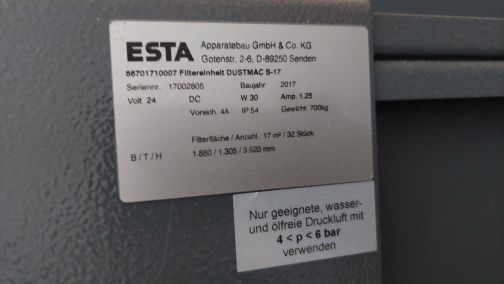 ESTA Apparatebau GmbH & Co. KG
Gotenstr. 2-6, D-89250 Senden
66701710007 Filtereinheit DUSTMAC S-17
Seriennr. 17002805 Baujahr 2017
Volt 24 DC W 30 Amp. 1.25
Vorsich. 4A IP 54 Gewicht: 700kg
Filterfläche / Anzahl : 17 m² / 32 Stück
B / T / H 1.880 / 1.305 / 3.520 mm
Nur geeignete, wasser-
und ölfreie Druckluft mit
4 < p < 6 bar
verwenden